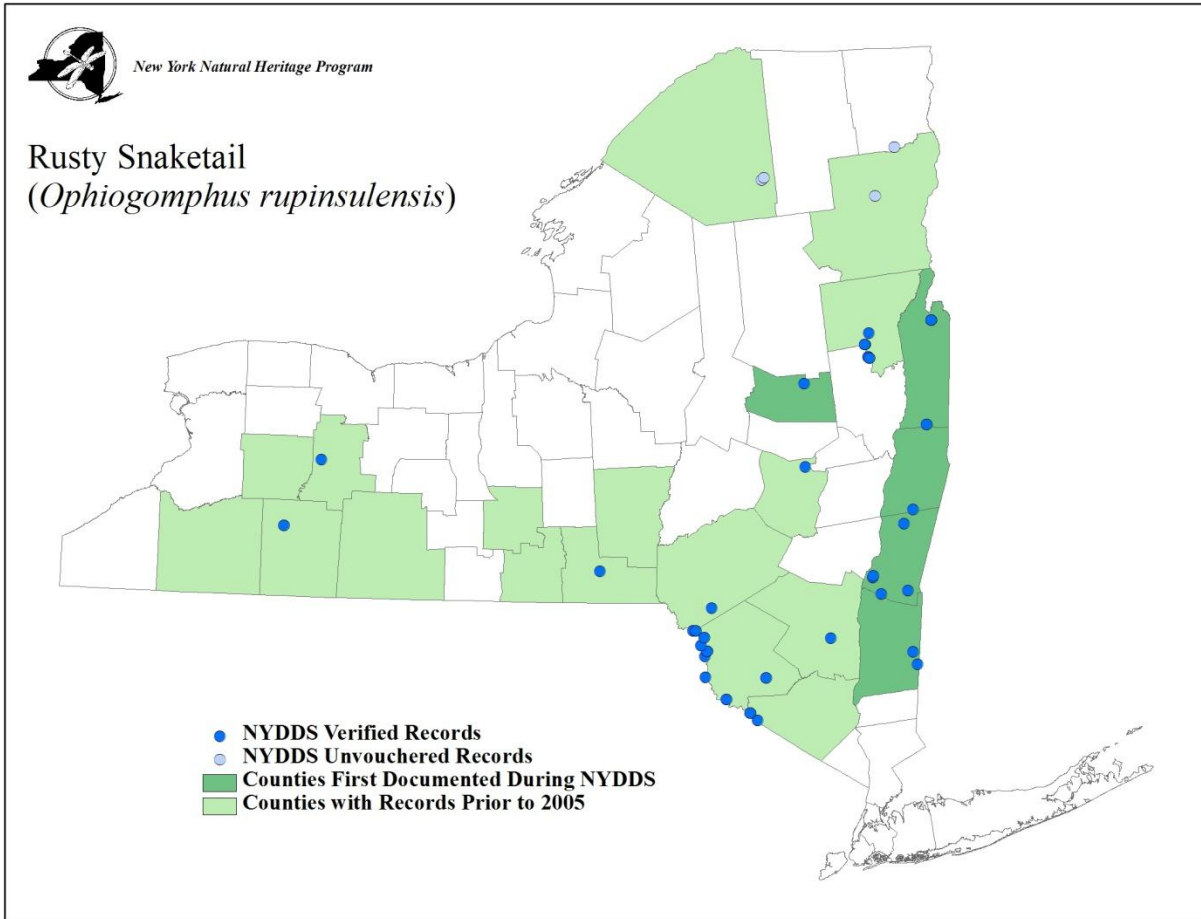 New York Natural Heritage Program
Rusty Snaketail
(Ophiogomphus rupinsulensis)
NYDDS Verified Records
NYDDS Unvouchered Records
Counties First Documented During NYDDS
Counties with Records Prior to 2005